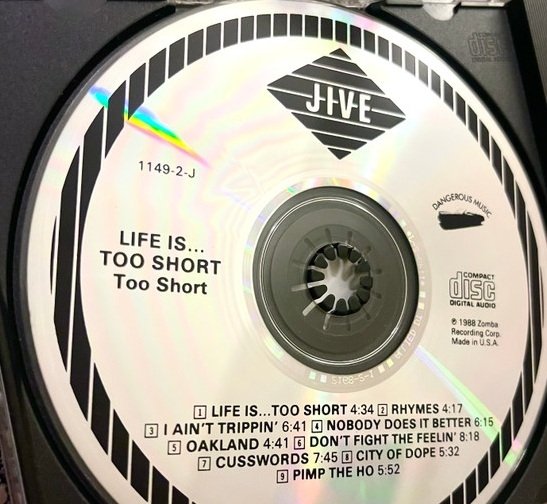 J·I·V·E
1149-2-J
LIFE IS...
TOO SHORT
Too Short
DANGEROUS MUSIC
COMPACT
disc
DIGITAL AUDIO
℗ 1988 Zomba
Recording Corp.
Made in U.S.A.
1 LIFE IS...TOO SHORT 4:34 2 RHYMES 4:17
3 I AIN'T TRIPPIN' 6:41 4 NOBODY DOES IT BETTER 6:15
5 OAKLAND 4:41 6 DON'T FIGHT THE FEELIN' 8:18
7 CUSSWORDS 7:45 8 CITY OF DOPE 5:32
9 PIMP THE HO 5:52
disc